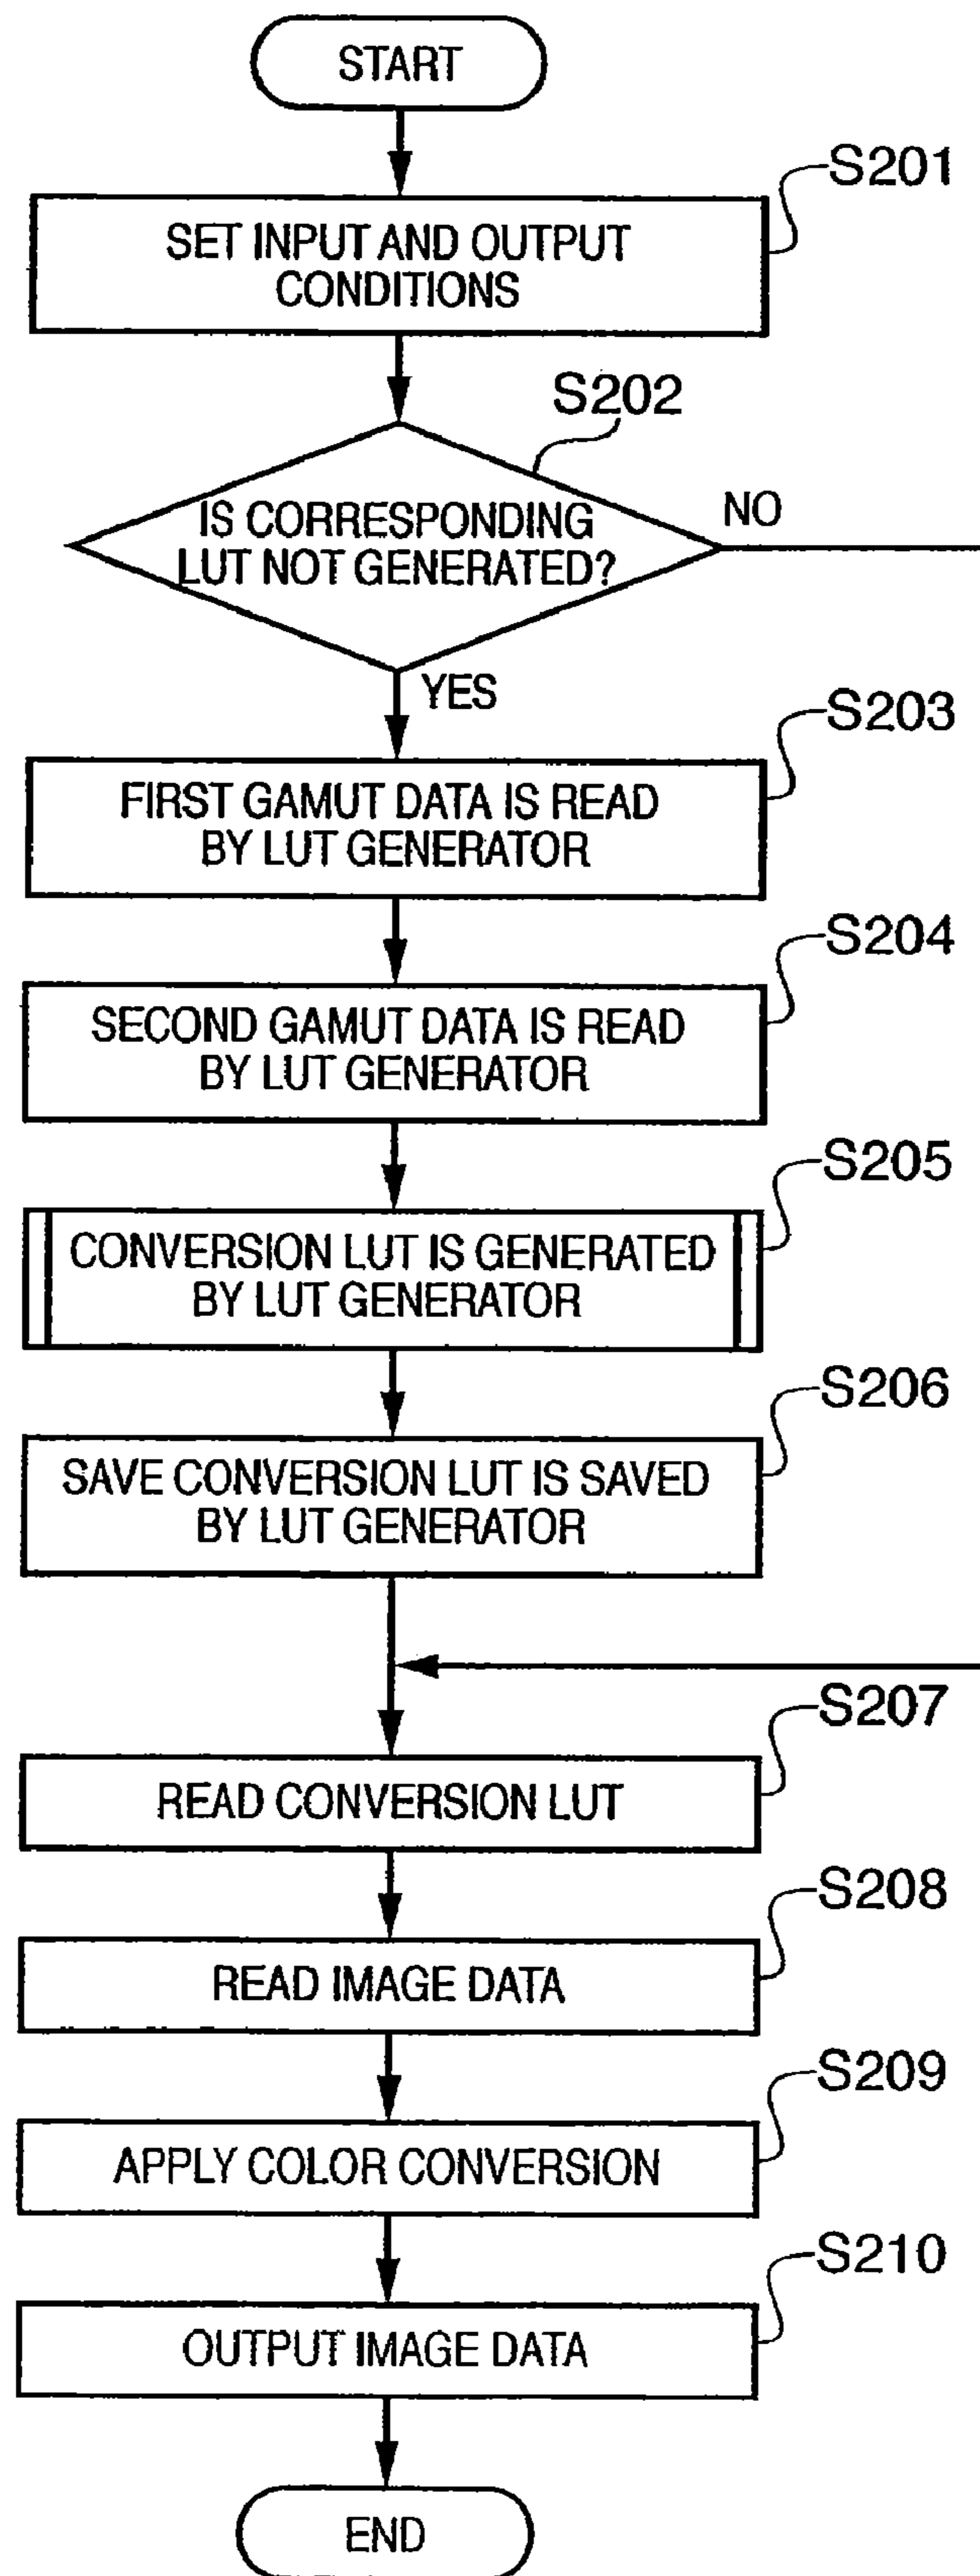 START
S201
SET INPUT AND OUTPUT
CONDITIONS
S202
IS CORRESPONDING
LUT NOT GENERATED?
NO
YES
S203
FIRST GAMUT DATA IS READ
BY LUT GENERATOR
S204
SECOND GAMUT DATA IS READ
BY LUT GENERATOR
S205
CONVERSION LUT IS GENERATED
BY LUT GENERATOR
S206
SAVE CONVERSION LUT IS SAVED
BY LUT GENERATOR
S207
READ CONVERSION LUT
S208
READ IMAGE DATA
S209
APPLY COLOR CONVERSION
S210
OUTPUT IMAGE DATA
END